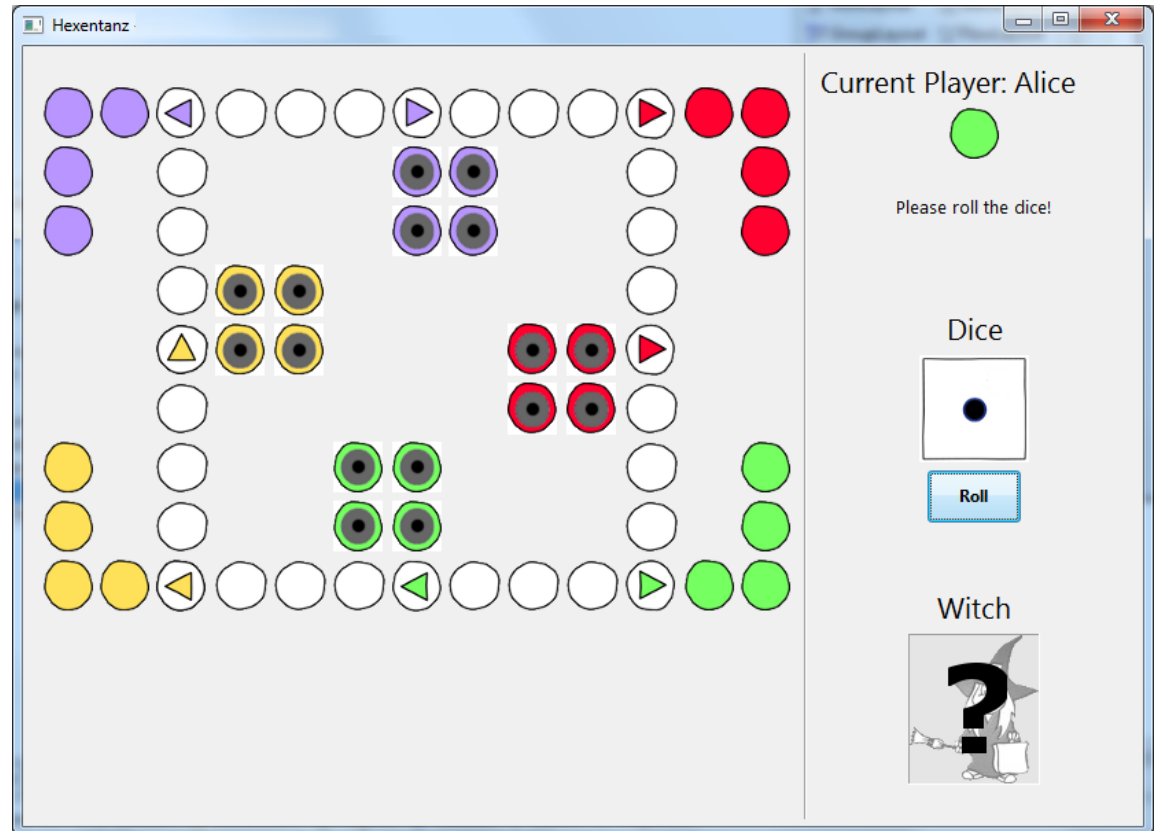 Hexentanz
Current Player: Alice
Please roll the dice!
Dice
Roll
Witch
?